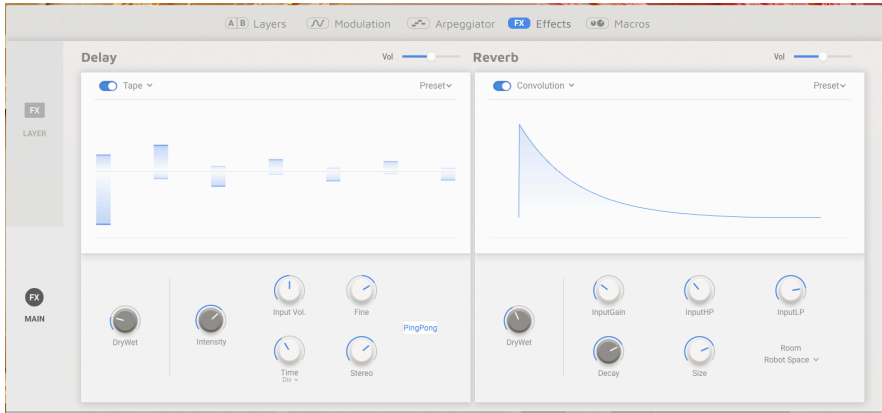 A B Layers Modulation Arpeggiator FX Effects Macros
Delay Vol Reverb Vol
Tape Preset Convolution Preset
FX
LAYER
FX
MAIN
Input Vol. Fine InputGain InputHP InputLP
DryWet Intensity PingPong DryWet
Time Stereo Decay Size Room
Div Robot Space